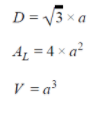 D = √3 × a
A_L = 4 × a²
V = a³